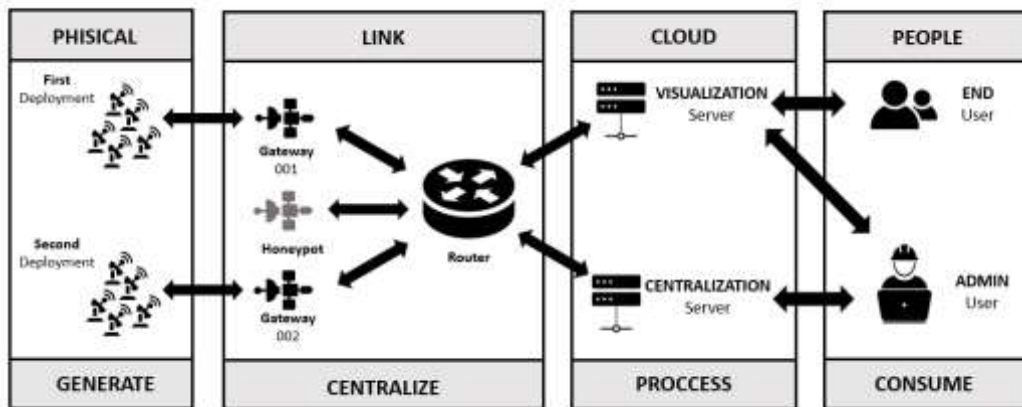 PHISICAL
LINK
CLOUD
PEOPLE
First
Deployment
Gateway
001
Honeypot
Second
Deployment
Gateway
002
Router
VISUALIZATION
Server
CENTRALIZATION
Server
END
User
ADMIN
User
GENERATE
CENTRALIZE
PROCCESS
CONSUME